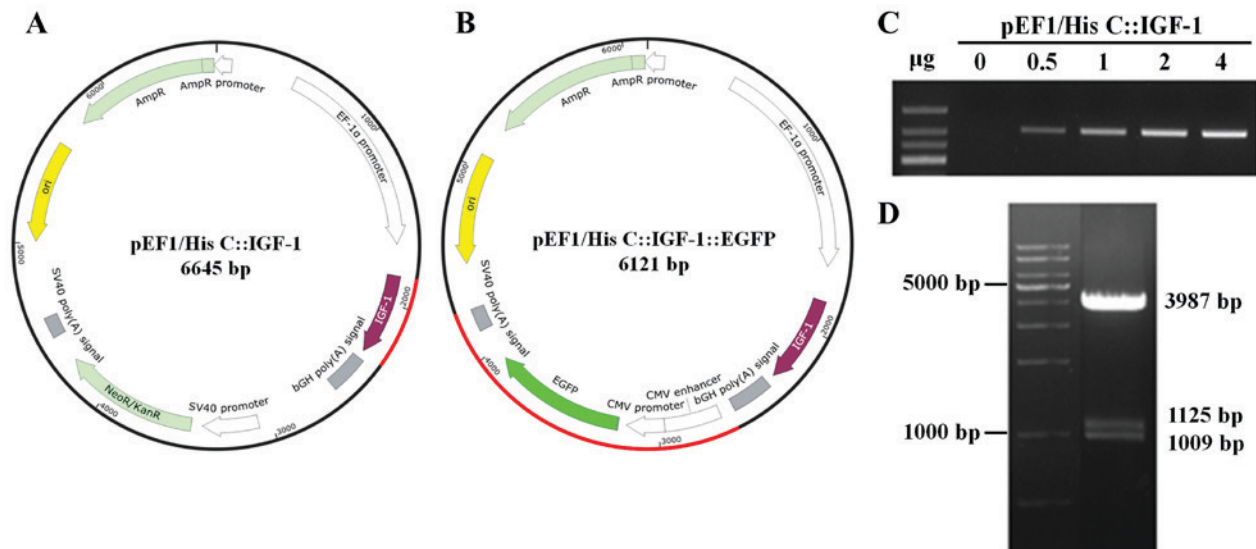 A
AmpR promoter
AmpR
6000
EF-1α promoter
1000
ori
5000
pEF1/His C::IGF-1
6645 bp
IGF-1
2000
bGH poly(A) signal
SV40 poly(A) signal
NeoR/KanR
4000
SV40 promoter
3000
B
6000
AmpR promoter
AmpR
EF-1α promoter
1000
ori
5000
pEF1/His C::IGF-1::EGFP
6121 bp
IGF-1
2000
bGH poly(A) signal
CMV enhancer
CMV promoter
SV40 poly(A) signal
EGFP
4000
3000
C
pEF1/His C::IGF-1
µg 0 0.5 1 2 4
D
5000 bp
3987 bp
1125 bp
1000 bp
1009 bp